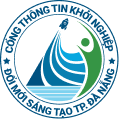 CỔNG THÔNG TIN KHỞI NGHIỆP
ĐỔI MỚI SÁNG TẠO TP. ĐÀ NẴNG